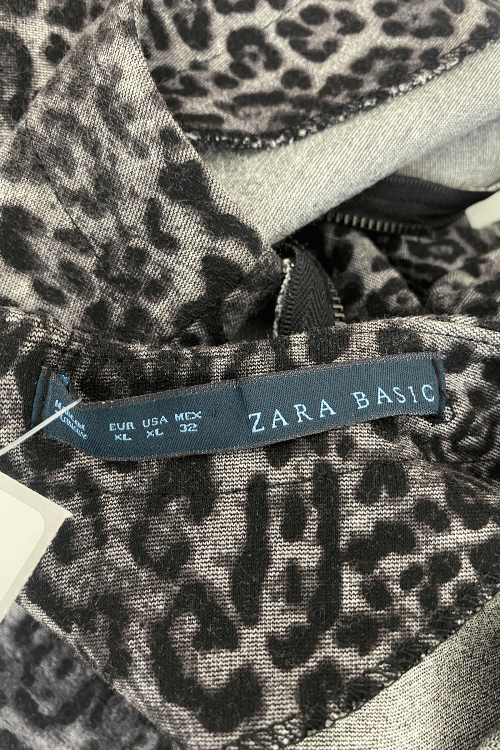 EUR USA MEX
XL XL 32
ZARA BASIC